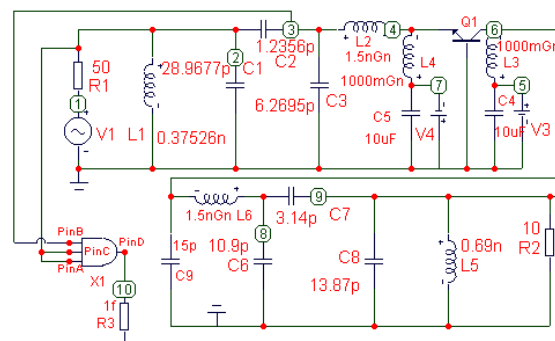 Q1
3
4
6
1.2356p
L2
1.5nGn
1000mGn
2
C2
L4
L3
50
28.9677p
C1
1000mGn
R1
7
5
1
6.2695p
C3
C5
C4
V1
L1
10uF
V4
10uF
V3
0.37526n
9
1.5nGn
L6
3.14p
C7
PinB
8
15p
10.9p
C8
0.69n
10
PinC
PinD
C9
C6
L5
R2
PinA
X1
13.87p
10
1f
R3